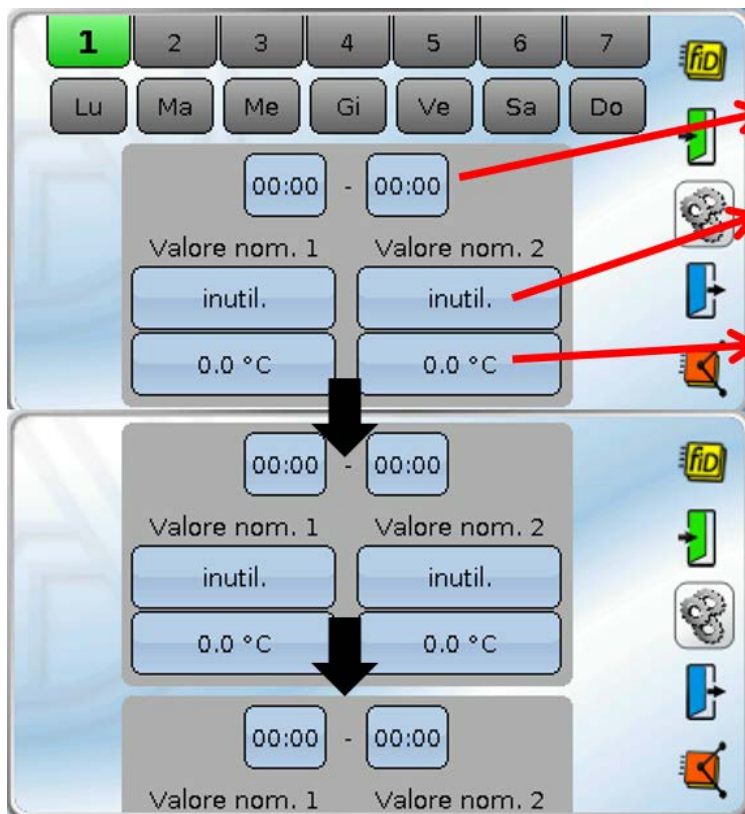 1 2 3 4 5 6 7
Lu Ma Me Gi Ve Sa Do
fiD
00:00 - 00:00
Valore nom. 1 Valore nom. 2
inutil. inutil.
0.0 °C 0.0 °C
fiD
00:00 - 00:00
Valore nom. 1 Valore nom. 2
inutil. inutil.
0.0 °C 0.0 °C
00:00 - 00:00
Valore nom. 1 Valore nom. 2